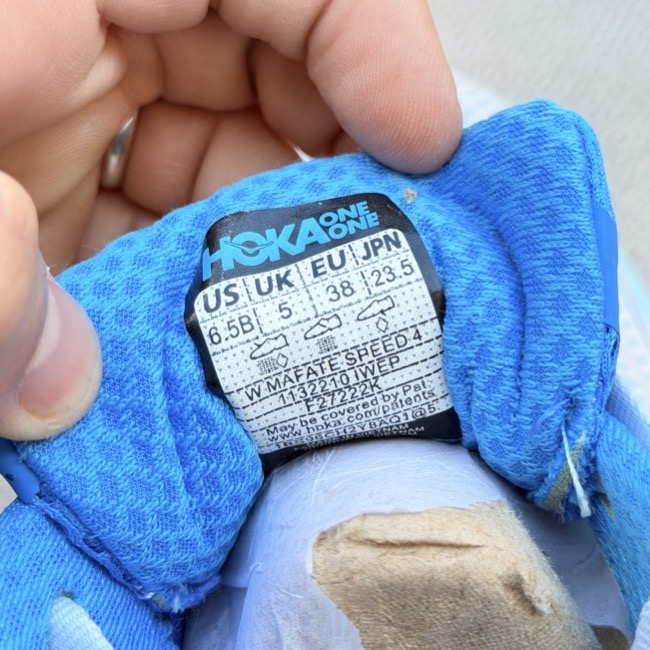 HOKA ONE ONE
US UK EU JPN
6.5B 5 38 23.5
W MAFATE SPEED 4
1132210 IWEP
F27222K
May be covered by Pat.
www.hoka.com/patents